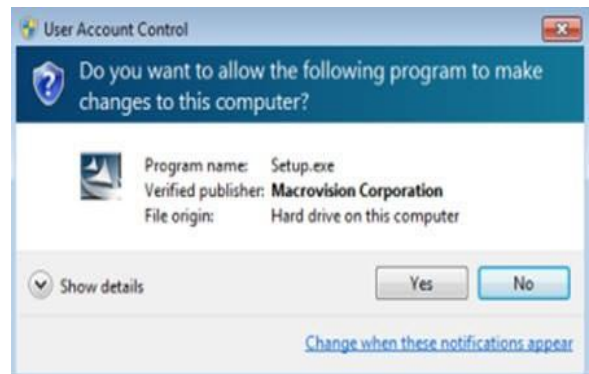 User Account Control
Do you want to allow the following program to make
changes to this computer?
Program name: Setup.exe
Verified publisher: Macrovision Corporation
File origin: Hard drive on this computer
Show details
Yes No
Change when these notifications appear